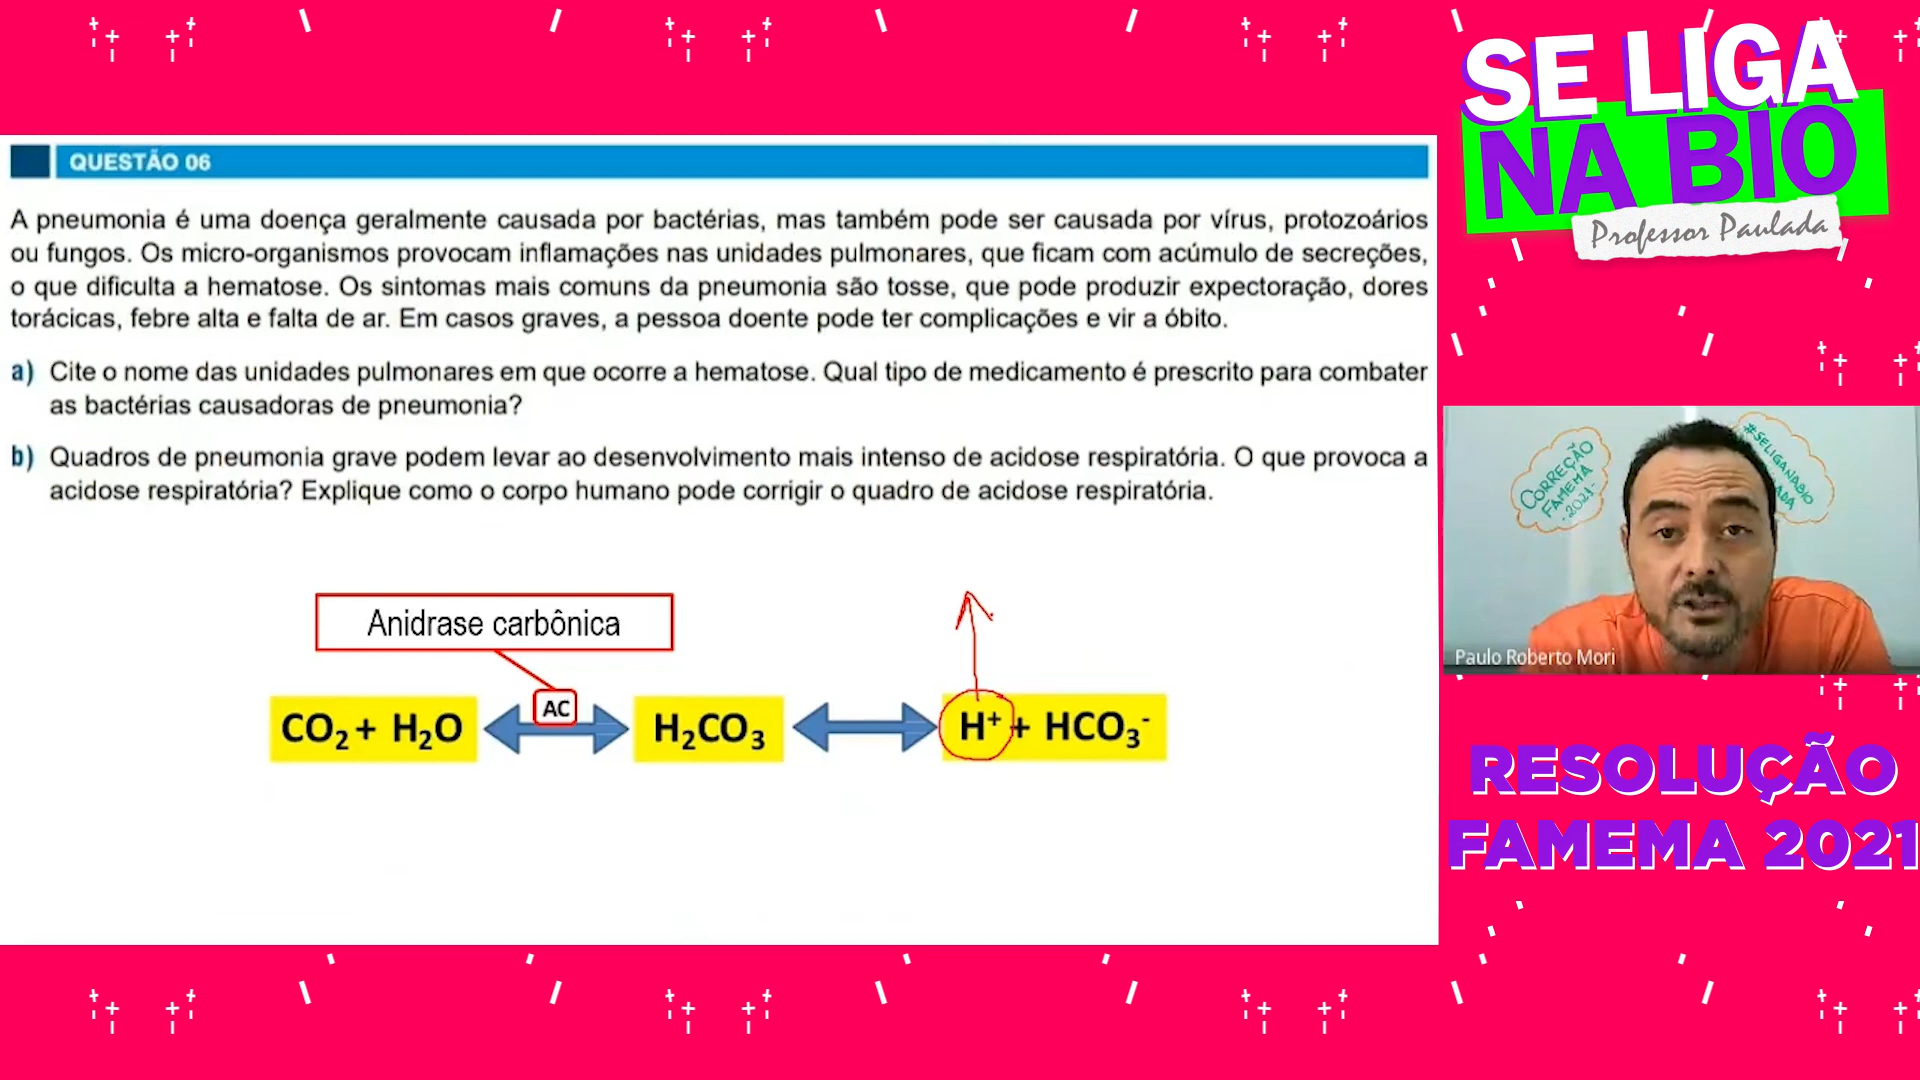 SE LIGA
NA BIO
Professor Paulada
QUESTÃO 06
A pneumonia é uma doença geralmente causada por bactérias, mas também pode ser causada por vírus, protozoários
ou fungos. Os micro-organismos provocam inflamações nas unidades pulmonares, que ficam com acúmulo de secreções,
o que dificulta a hematose. Os sintomas mais comuns da pneumonia são tosse, que pode produzir expectoração, dores
torácicas, febre alta e falta de ar. Em casos graves, a pessoa doente pode ter complicações e vir a óbito.
a) Cite o nome das unidades pulmonares em que ocorre a hematose. Qual tipo de medicamento é prescrito para combater
as bactérias causadoras de pneumonia?
b) Quadros de pneumonia grave podem levar ao desenvolvimento mais intenso de acidose respiratória. O que provoca a
acidose respiratória? Explique como o corpo humano pode corrigir o quadro de acidose respiratória.
Anidrase carbônica
AC
CO₂ + H₂O
H₂CO₃
H⁺ + HCO₃⁻
CORREÇÃO
FAMEMA
2021
#SELIGANABIO
Paulo Roberto Mori
RESOLUÇÃO
FAMEMA 2021